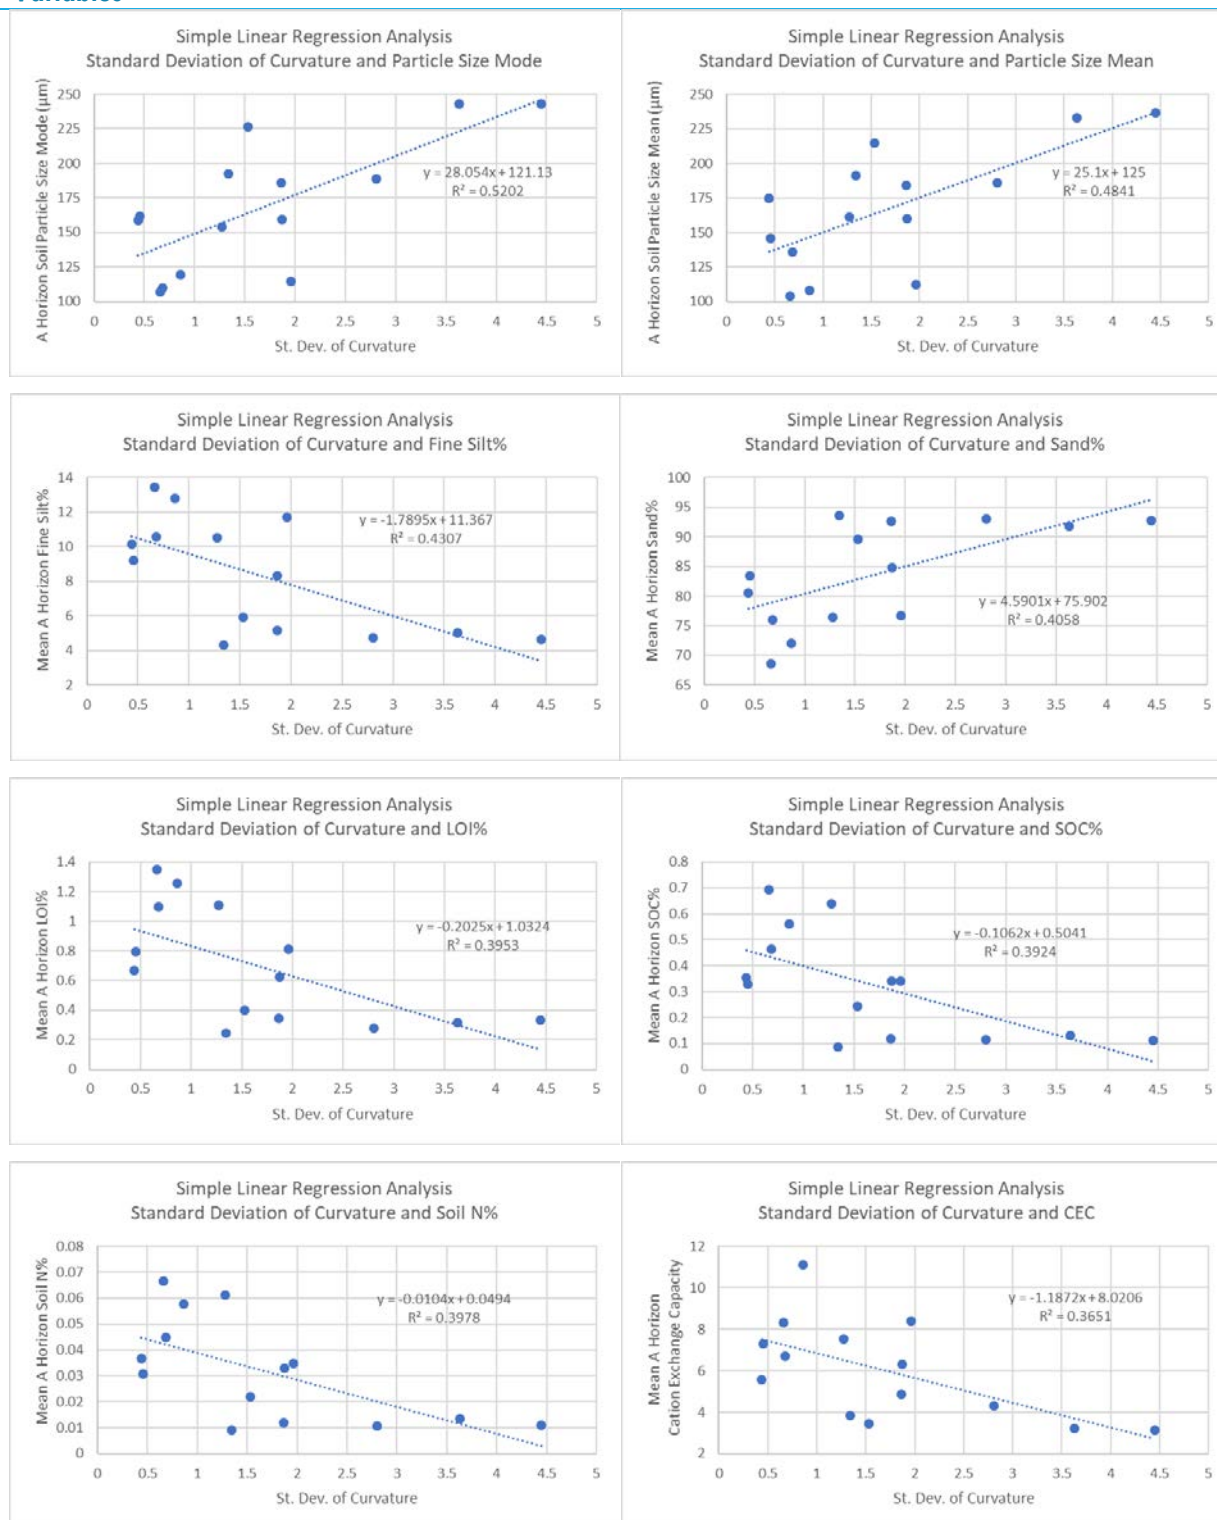 Simple Linear Regression Analysis
Standard Deviation of Curvature and Particle Size Mode
A Horizon Soil Particle Size Mode (µm)
250
225
200
175
150
125
100
y = 28.054x + 121.13
R² = 0.5202
0 0.5 1 1.5 2 2.5 3 3.5 4 4.5 5
St. Dev. of Curvature
Simple Linear Regression Analysis
Standard Deviation of Curvature and Particle Size Mean
A Horizon Soil Particle Size Mean (µm)
250
225
200
175
150
125
100
y = 25.1x + 125
R² = 0.4841
0 0.5 1 1.5 2 2.5 3 3.5 4 4.5 5
St. Dev. of Curvature
Simple Linear Regression Analysis
Standard Deviation of Curvature and Fine Silt%
Mean A Horizon Fine Silt%
14
12
10
8
6
4
2
y = -1.7895x + 11.367
R² = 0.4307
0 0.5 1 1.5 2 2.5 3 3.5 4 4.5 5
St. Dev. of Curvature
Simple Linear Regression Analysis
Standard Deviation of Curvature and Sand%
Mean A Horizon Sand%
100
95
90
85
80
75
70
65
y = 4.5901x + 75.902
R² = 0.4058
0 0.5 1 1.5 2 2.5 3 3.5 4 4.5 5
St. Dev. of Curvature
Simple Linear Regression Analysis
Standard Deviation of Curvature and LOI%
Mean A Horizon LOI%
1.4
1.2
1
0.8
0.6
0.4
0.2
0
y = -0.2025x + 1.0324
R² = 0.3953
0 0.5 1 1.5 2 2.5 3 3.5 4 4.5 5
St. Dev. of Curvature
Simple Linear Regression Analysis
Standard Deviation of Curvature and SOC%
Mean A Horizon SOC%
0.8
0.7
0.6
0.5
0.4
0.3
0.2
0.1
0
y = -0.1062x + 0.5041
R² = 0.3924
0 0.5 1 1.5 2 2.5 3 3.5 4 4.5 5
St. Dev. of Curvature
Simple Linear Regression Analysis
Standard Deviation of Curvature and Soil N%
Mean A Horizon Soil N%
0.08
0.07
0.06
0.05
0.04
0.03
0.02
0.01
0
y = -0.0104x + 0.0494
R² = 0.3978
0 0.5 1 1.5 2 2.5 3 3.5 4 4.5 5
St. Dev. of Curvature
Simple Linear Regression Analysis
Standard Deviation of Curvature and CEC
Mean A Horizon
Cation Exchange Capacity
12
10
8
6
4
2
y = -1.1872x + 8.0206
R² = 0.3651
0 0.5 1 1.5 2 2.5 3 3.5 4 4.5 5
St. Dev. of Curvature